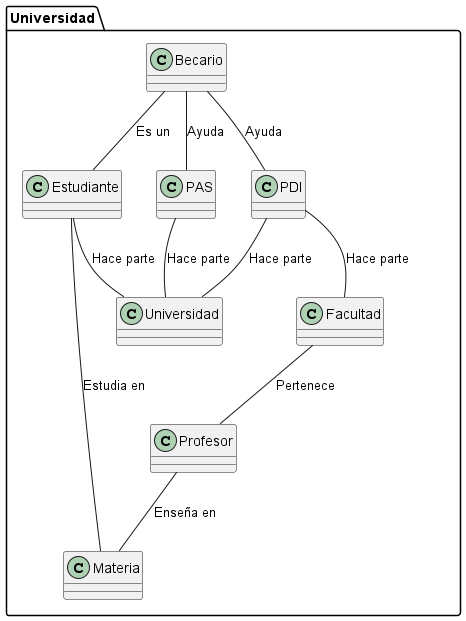 Universidad
C Becario
Es un
Ayuda
Ayuda
C Estudiante
C PAS
C PDI
Hace parte
Hace parte
Hace parte
Hace parte
C Universidad
C Facultad
Estudia en
Pertenece
C Profesor
Enseña en
C Materia